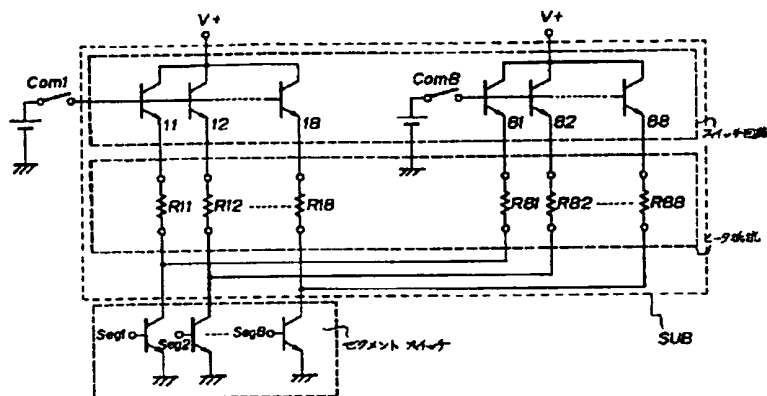 V+ V+
Com1 Com8
11 12 18 81 82 88
スイッチ回路
R11 R12 R18 R81 R82 R88
ヒータ抵抗
Seg1 Seg2 Seg8
セグメント スイッチ
SUB